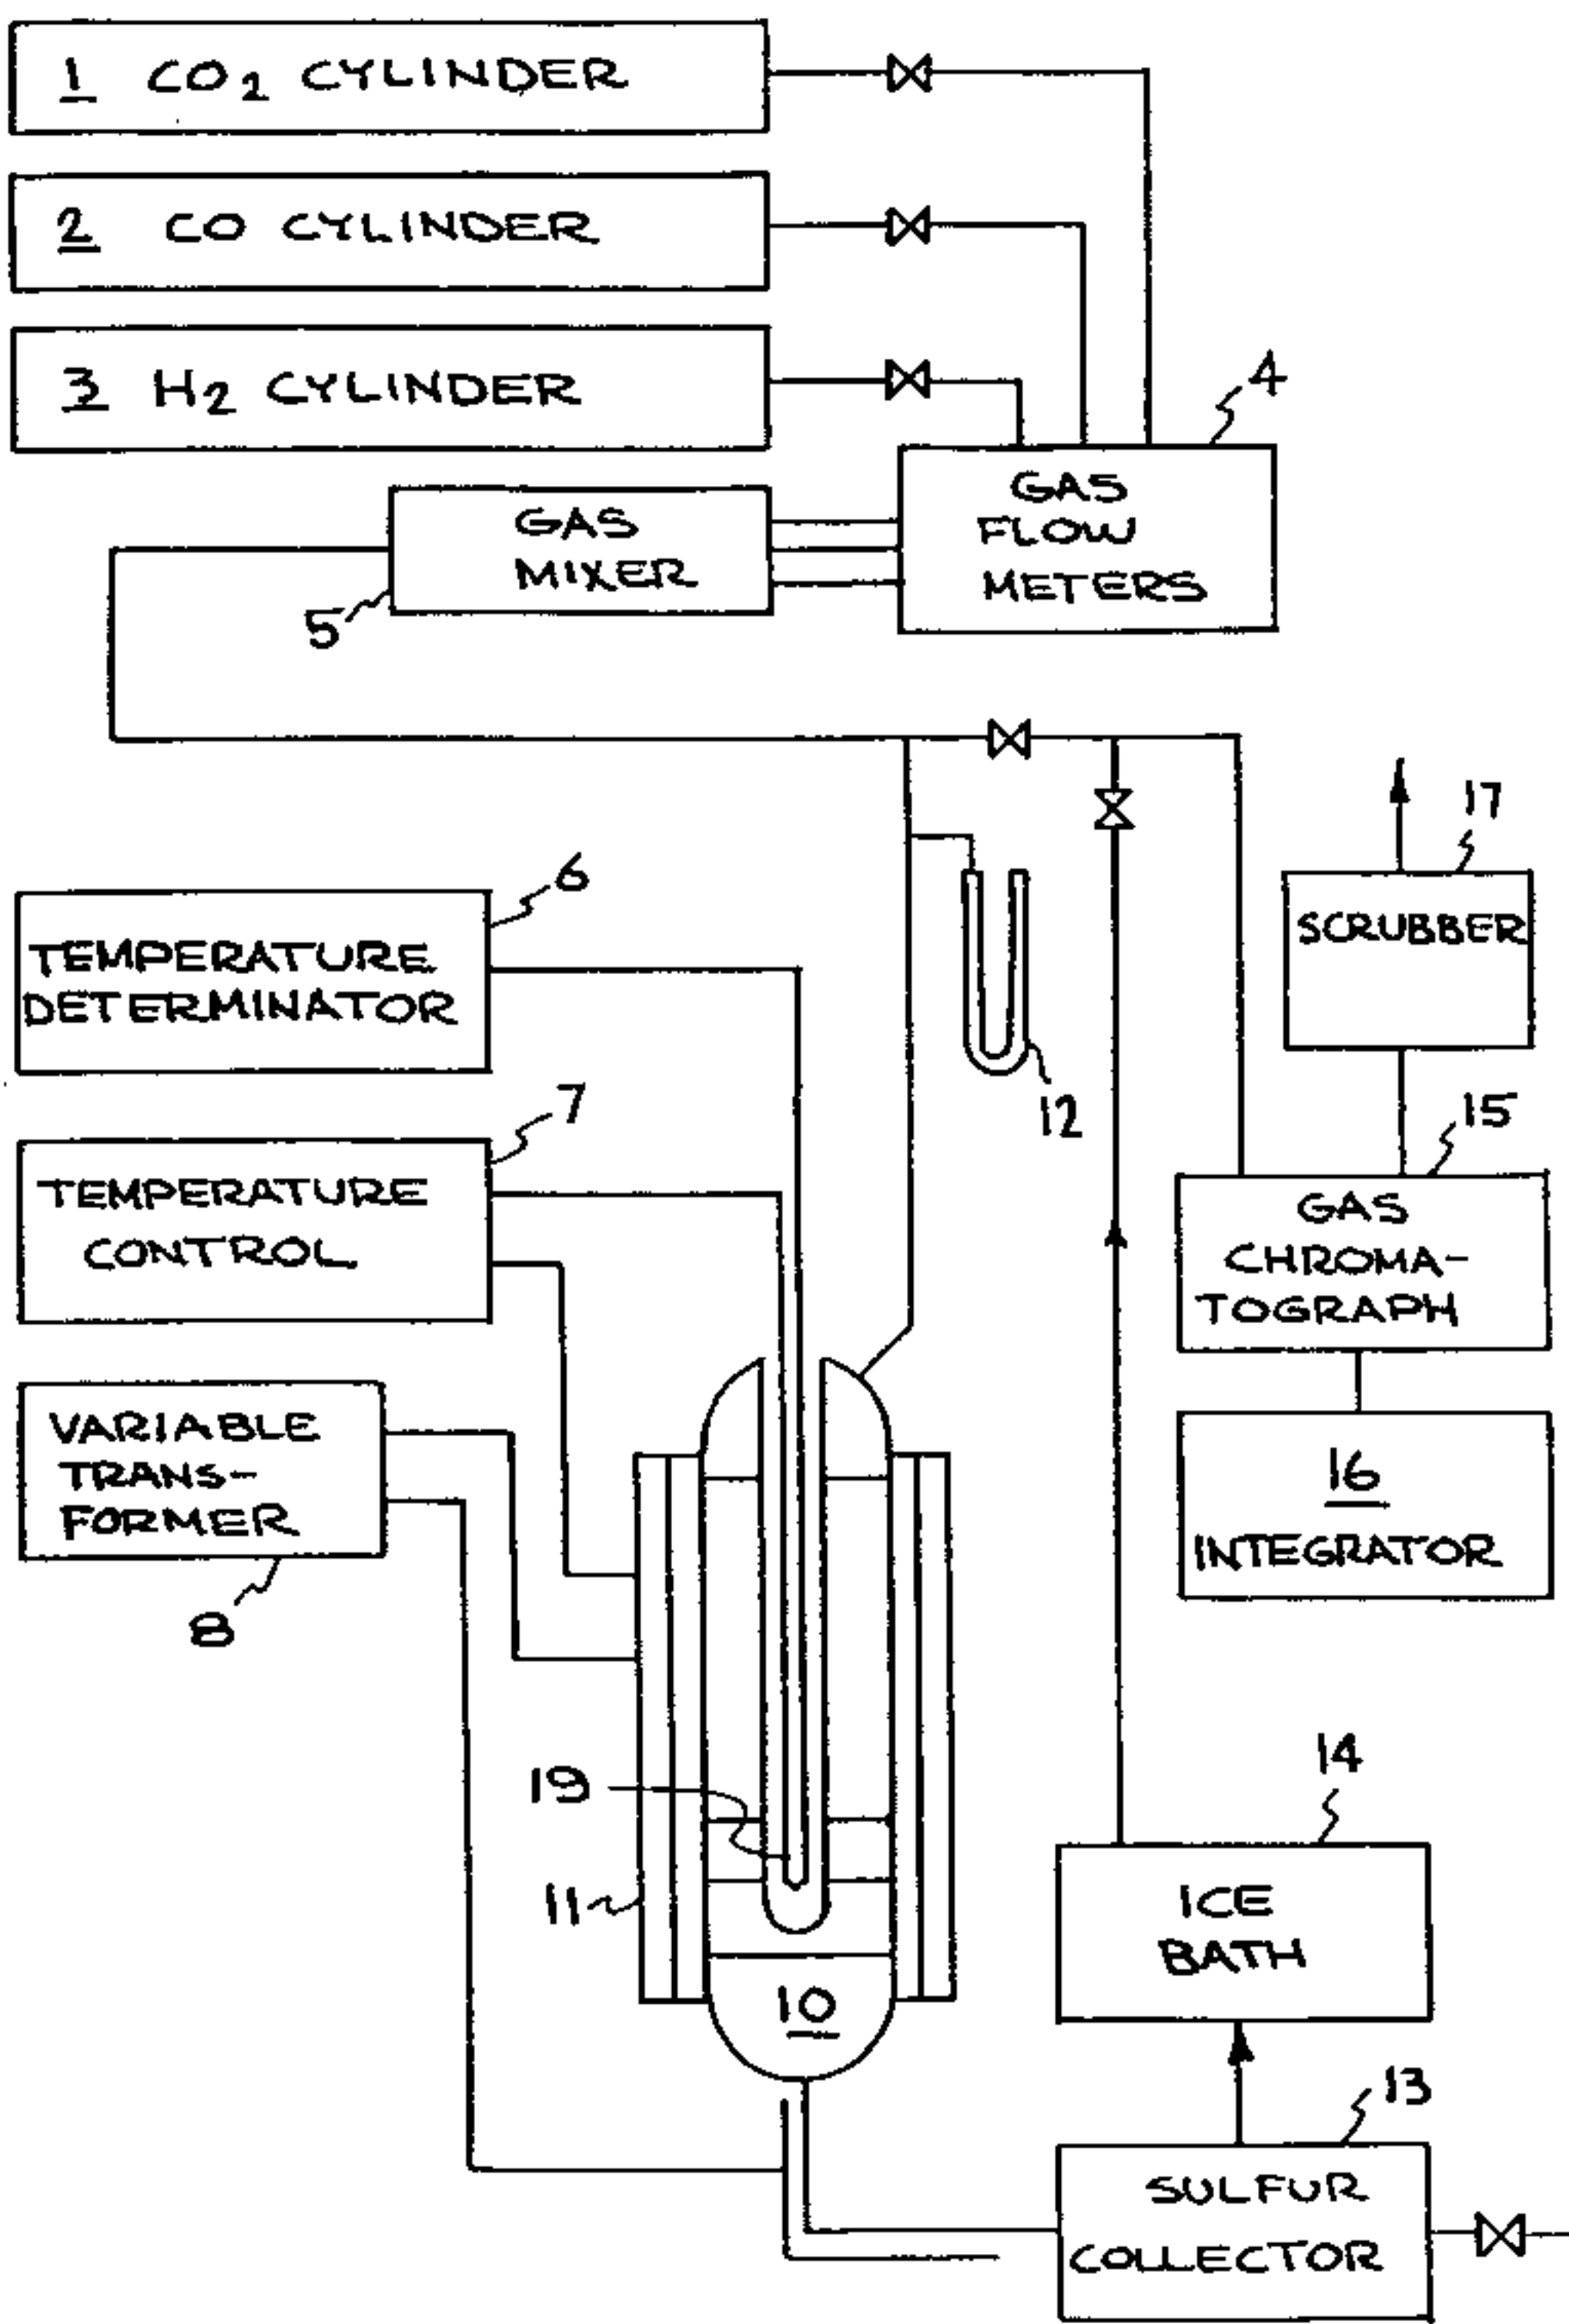 1 CO2 CYLINDER
2 CO CYLINDER
3 H2 CYLINDER
4
GAS
FLOW
METERS
GAS
MIXER
5
17
SCRUBBER
6
TEMPERATURE
DETERMINATOR
12
7
TEMPERATURE
CONTROL
15
GAS
CHROMA-
TOGRAPH
VARIABLE
TRANS-
FORMER
8
16
INTEGRATOR
19
11
10
14
ICE
BATH
13
SULFUR
COLLECTOR